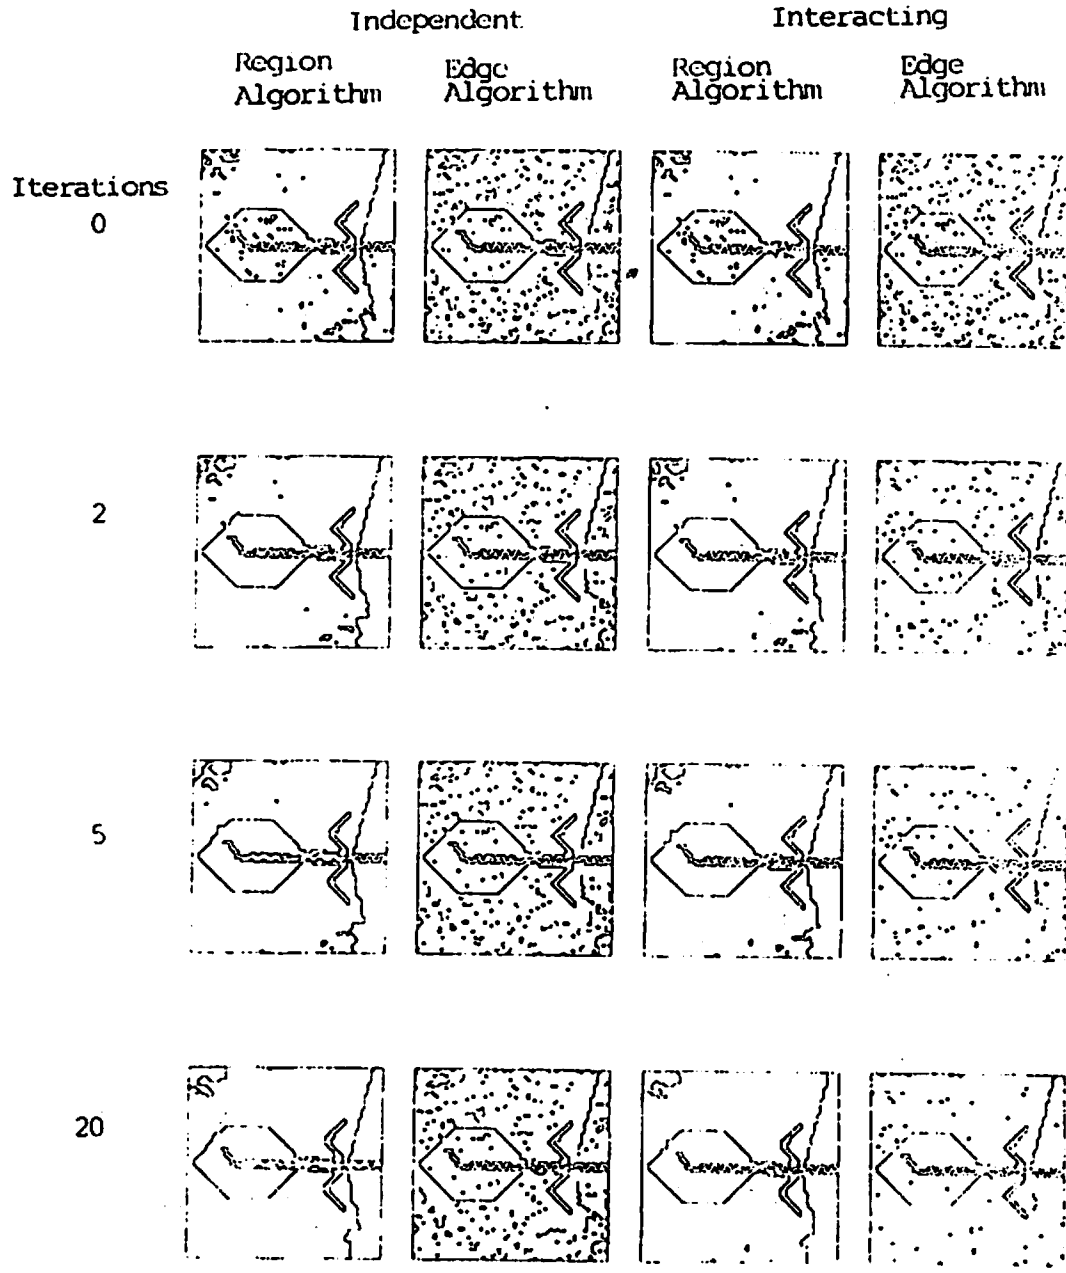 Independent Interacting
Region Algorithm
Edge Algorithm
Region Algorithm
Edge Algorithm
Iterations
0
2
5
20